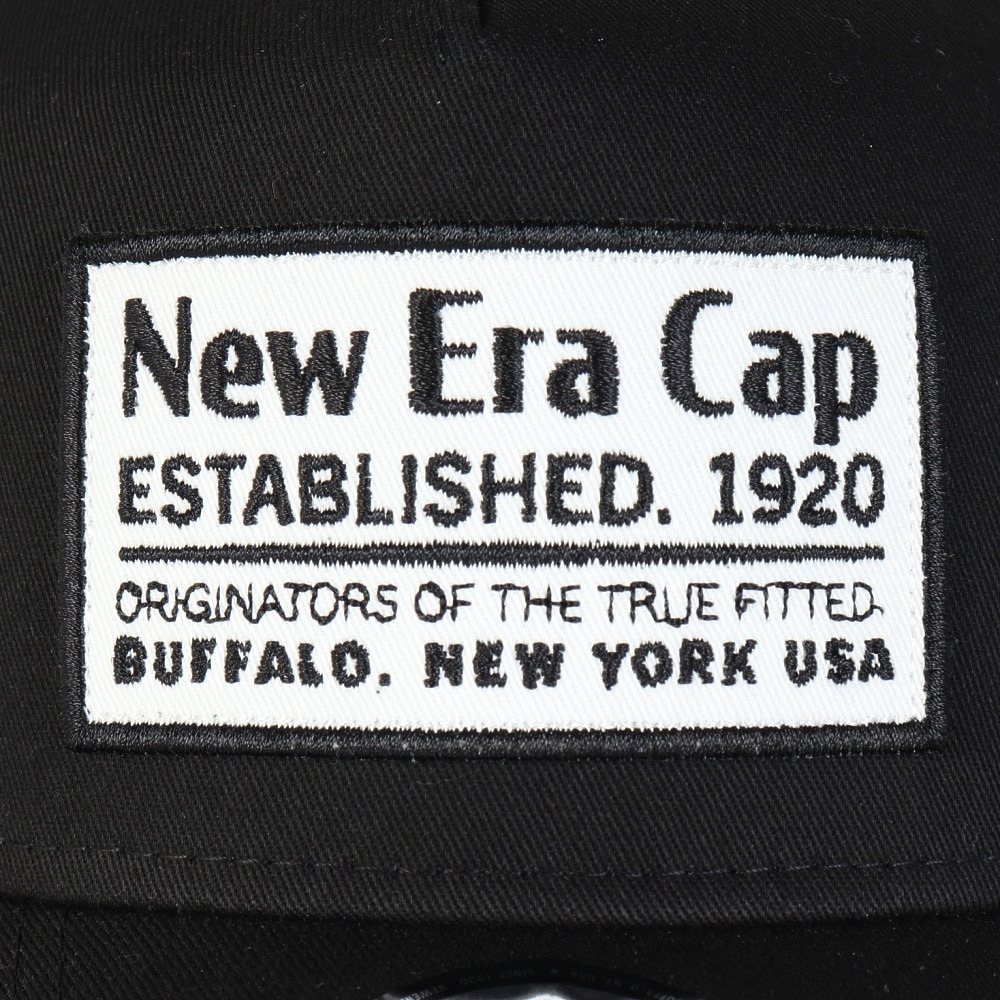 New Era Cap
ESTABLISHED. 1920
ORIGINATORS OF THE TRUE FITTED
BUFFALO. NEW YORK USA